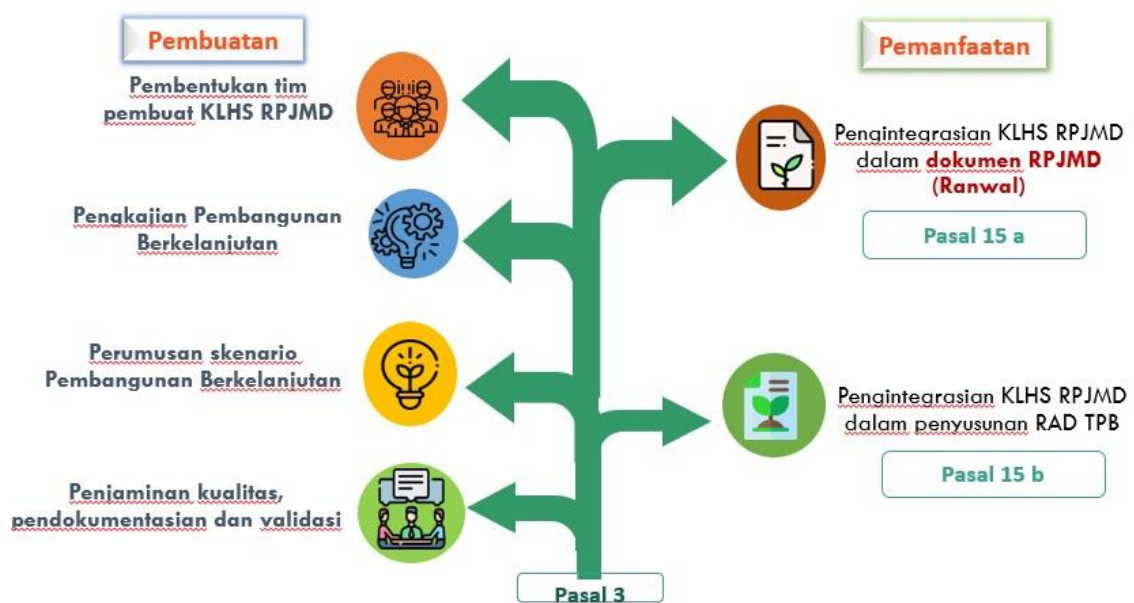 Pembuatan
Pembentukan tim
pembuat KLHS RPJMD
Pengkajian Pembangunan
Berkelanjutan
Perumusan skenario
Pembangunan Berkelanjutan
Penjaminan kualitas,
pendokumentasian dan validasi
Pemanfaatan
Pengintegrasian KLHS RPJMD
dalam dokumen RPJMD
(Ranwal)
Pasal 15 a
Pengintegrasian KLHS RPJMD
dalam penyusunan RAD TPB
Pasal 15 b
Pasal 3